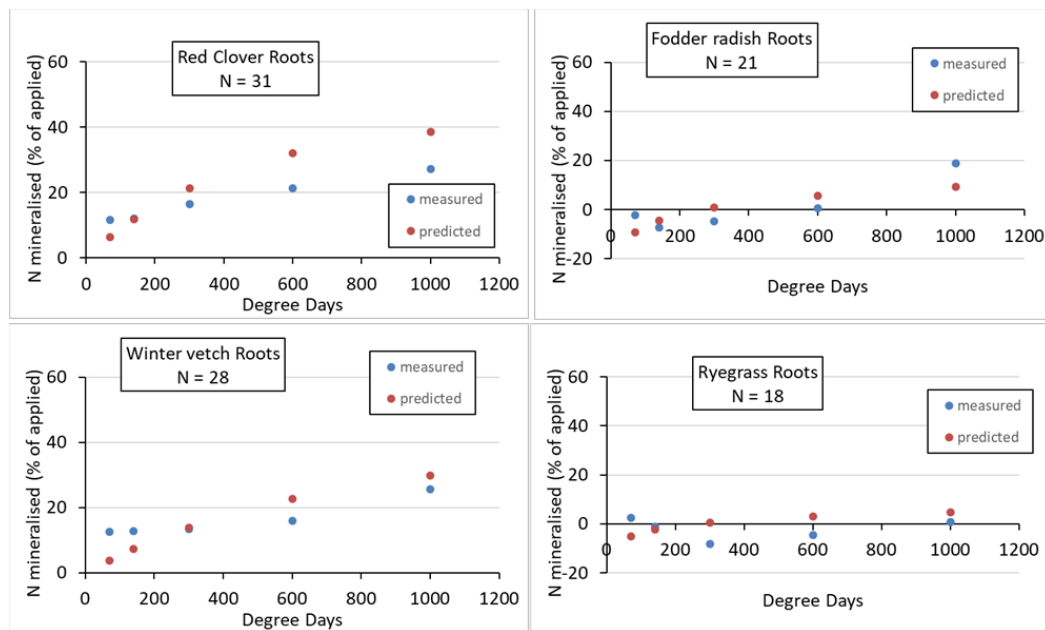 Red Clover Roots
N = 31
N mineralised (% of applied)
60
40
20
0
0 200 400 600 800 1000 1200
Degree Days
measured
predicted
Fodder radish Roots
N = 21
N mineralised (% of applied)
60
40
20
0
-20
0 200 400 600 800 1000 1200
Degree Days
measured
predicted
Winter vetch Roots
N = 28
N mineralised (% of applied)
60
40
20
0
0 200 400 600 800 1000 1200
Degree Days
measured
predicted
Ryegrass Roots
N = 18
N mineralised (% of applied)
60
40
20
0
-20
0 200 400 600 800 1000 1200
Degree Days
measured
predicted